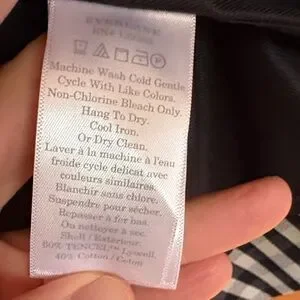 Machine Wash Cold Gentle
Cycle With Like Colors.
Non-Chlorine Bleach Only.
Hang To Dry.
Cool Iron.
Or Dry Clean.
Laver à la machine à l'eau
froide cycle délicat avec
couleurs similaires.
Blanchir sans chlore.
Suspendre pour sécher.
Repasser à fer bas.
Ou nettoyer à sec.
Shell / Extérieur:
60% TENCEL™ Lyocell
40% Cotton / Coton